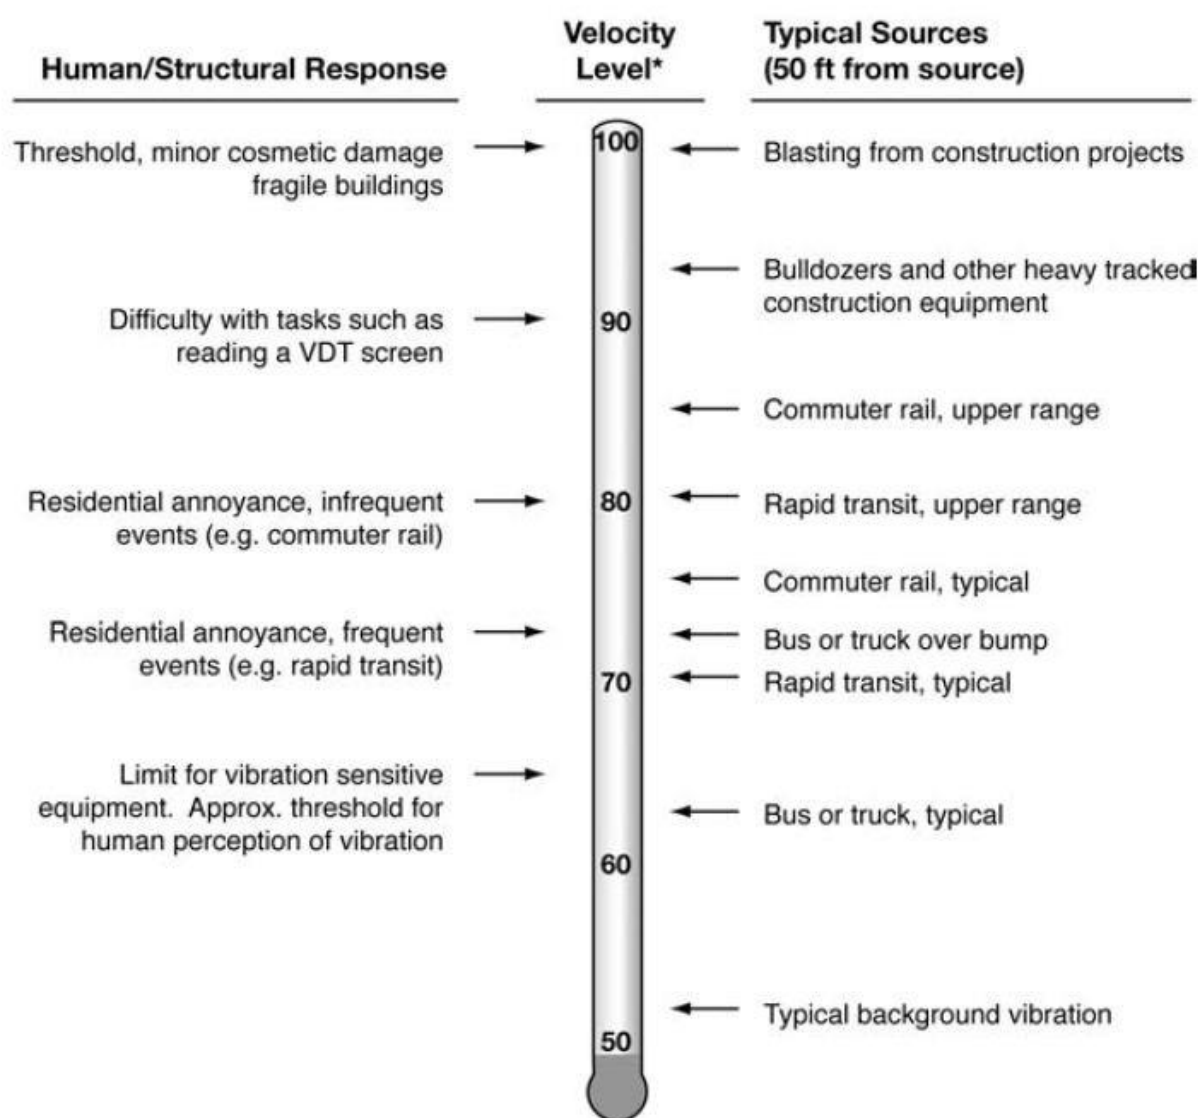 Human/Structural Response
Velocity
Level*
Typical Sources
(50 ft from source)
Threshold, minor cosmetic damage
fragile buildings
100
Blasting from construction projects
Bulldozers and other heavy tracked
construction equipment
Difficulty with tasks such as
reading a VDT screen
90
Commuter rail, upper range
Residential annoyance, infrequent
events (e.g. commuter rail)
80
Rapid transit, upper range
Commuter rail, typical
Residential annoyance, frequent
events (e.g. rapid transit)
Bus or truck over bump
70
Rapid transit, typical
Limit for vibration sensitive
equipment. Approx. threshold for
human perception of vibration
Bus or truck, typical
60
Typical background vibration
50